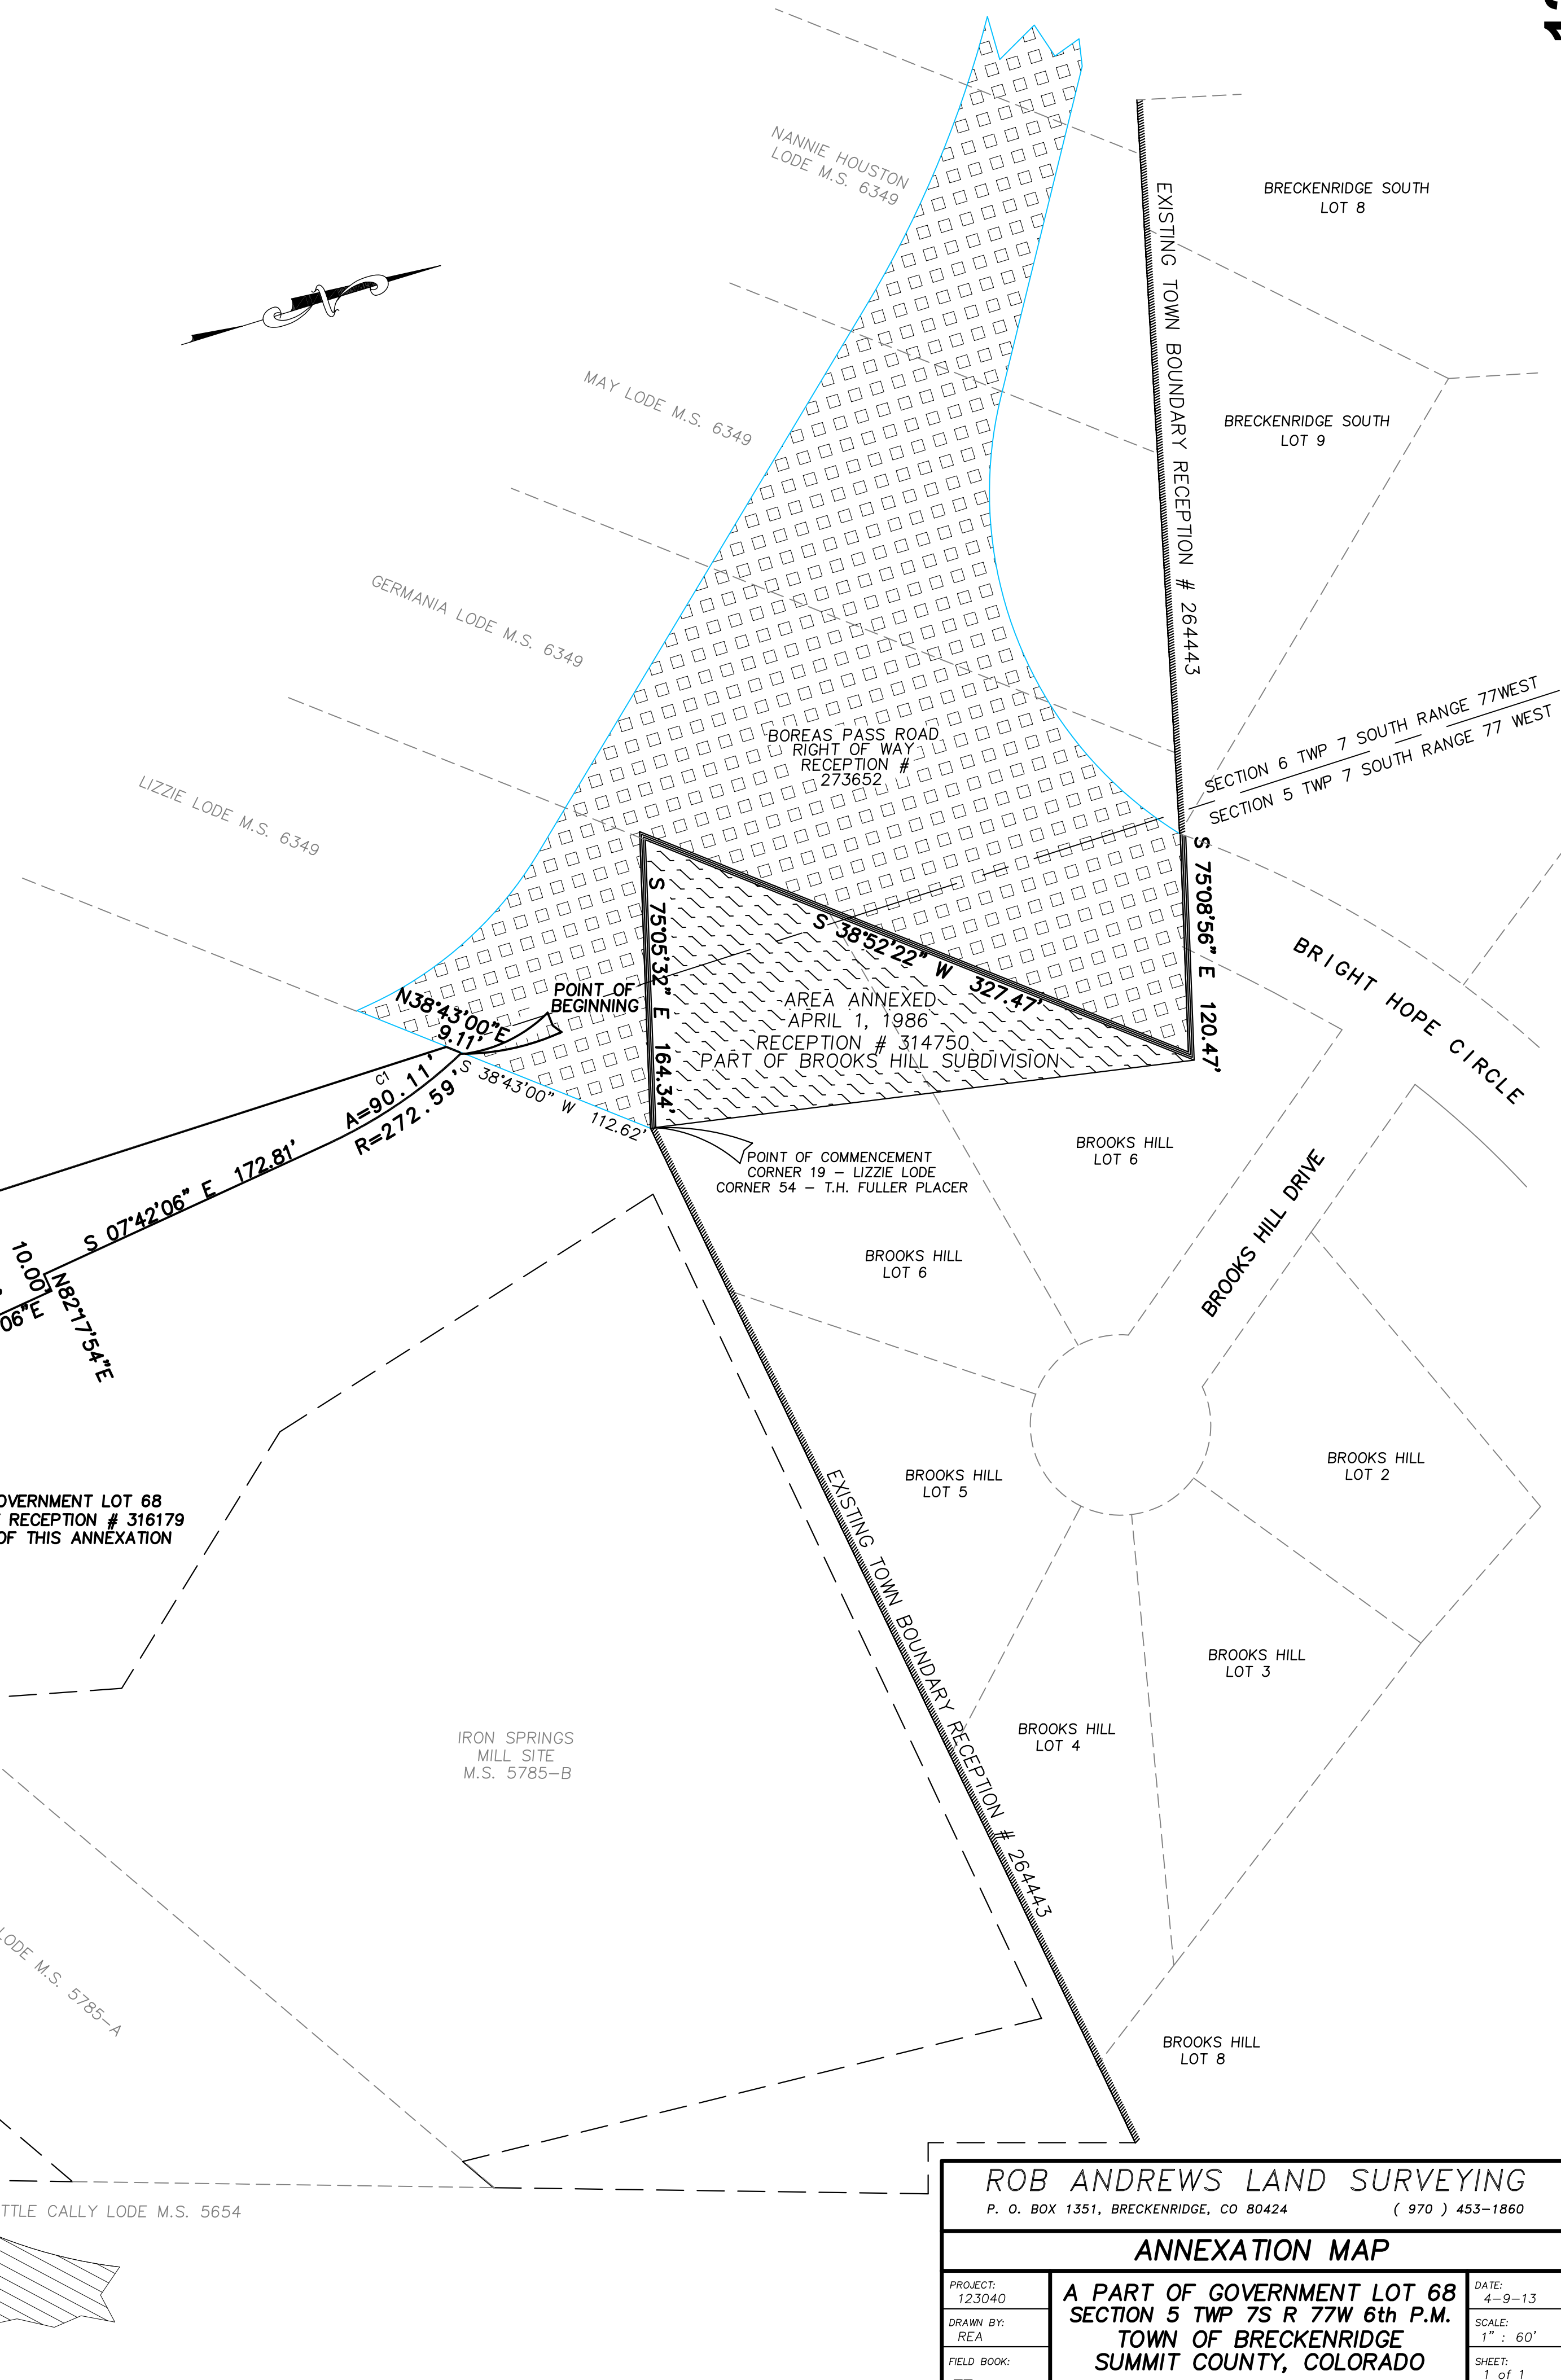 NANNIE HOUSTON
LODE M.S. 6349
BRECKENRIDGE SOUTH
LOT 8
EXISTING TOWN BOUNDARY RECEPTION # 264443
N
MAY LODE M.S. 6349
BRECKENRIDGE SOUTH
LOT 9
GERMANIA LODE M.S. 6349
SECTION 6 TWP 7 SOUTH RANGE 77WEST
SECTION 5 TWP 7 SOUTH RANGE 77 WEST
BOREAS PASS ROAD
RIGHT OF WAY
RECEPTION #
273652
LIZZIE LODE M.S. 6349
S 75°05'32" E 164.34'
S 38°52'22" W 327.47'
S 75°08'56" E 120.47'
BRIGHT HOPE CIRCLE
POINT OF
BEGINNING
N38°43'00"E
9.11'
AREA ANNEXED
APRIL 1, 1986
RECEPTION # 314750
PART OF BROOKS HILL SUBDIVISION
C1
A=90.11'
R=272.59'
S 38°43'00" W 112.62'
S 07°42'06" E 172.81'
POINT OF COMMENCEMENT
CORNER 19 – LIZZIE LODE
CORNER 54 – T.H. FULLER PLACER
BROOKS HILL
LOT 6
BROOKS HILL DRIVE
BROOKS HILL
LOT 6
10.00'
N82°17'54"E
06"E
BROOKS HILL
LOT 5
BROOKS HILL
LOT 2
OVERNMENT LOT 68
RECEPTION # 316179
OF THIS ANNEXATION
EXISTING TOWN BOUNDARY RECEPTION # 264443
BROOKS HILL
LOT 3
BROOKS HILL
LOT 4
IRON SPRINGS
MILL SITE
M.S. 5785–B
LODE M.S. 5785–A
BROOKS HILL
LOT 8
TTLE CALLY LODE M.S. 5654
ROB ANDREWS LAND SURVEYING
P. O. BOX 1351, BRECKENRIDGE, CO 80424 ( 970 ) 453–1860
ANNEXATION MAP
PROJECT:
123040
DRAWN BY:
REA
FIELD BOOK:
A PART OF GOVERNMENT LOT 68
SECTION 5 TWP 7S R 77W 6th P.M.
TOWN OF BRECKENRIDGE
SUMMIT COUNTY, COLORADO
DATE:
4–9–13
SCALE:
1" : 60'
SHEET:
1 of 1